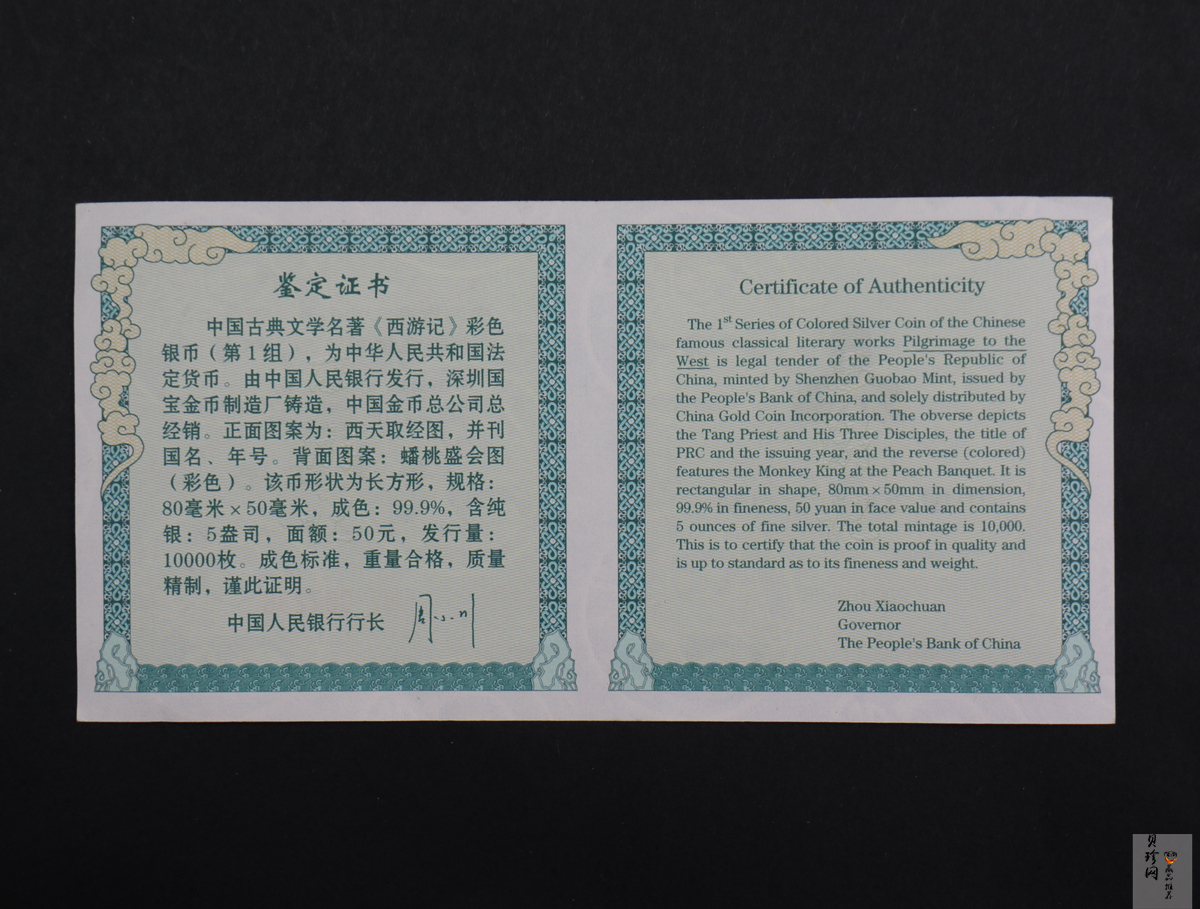 鉴定证书
中国古典文学名著《西游记》彩色
银币（第1组），为中华人民共和国法
定货币。由中国人民银行发行，深圳国
宝金币制造厂铸造，中国金币总公司总
经销。正面图案为：西天取经图，并刊
国名、年号。背面图案：蟠桃盛会图
（彩色）。该币形状为长方形，规格：
80毫米×50毫米，成色：99.9%，含纯
银：5盎司，面额：50元，发行量：
10000枚。成色标准，重量合格，质量
精制，谨此证明。
中国人民银行行长 周小川
Certificate of Authenticity
The 1st Series of Colored Silver Coin of the Chinese
famous classical literary works Pilgrimage to the
West is legal tender of the People's Republic of
China, minted by Shenzhen Guobao Mint, issued by
the People's Bank of China, and solely distributed by
China Gold Coin Incorporation. The obverse depicts
the Tang Priest and His Three Disciples, the title of
PRC and the issuing year, and the reverse (colored)
features the Monkey King at the Peach Banquet. It is
rectangular in shape, 80mm×50mm in dimension,
99.9% in fineness, 50 yuan in face value and contains
5 ounces of fine silver. The total mintage is 10,000.
This is to certify that the coin is proof in quality and
is up to standard as to its fineness and weight.
Zhou Xiaochuan
Governor
The People's Bank of China
贝珍网